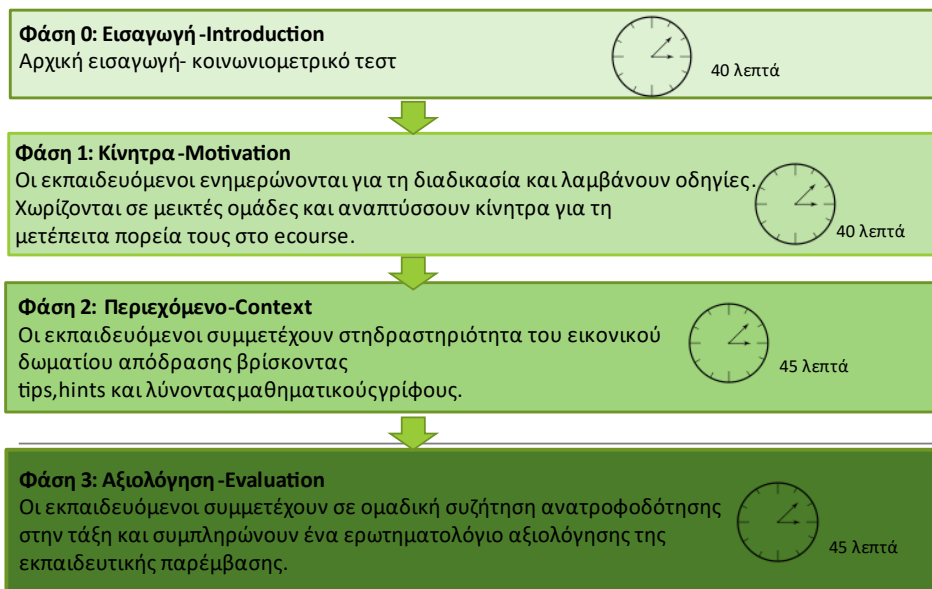 Φάση 0: Εισαγωγή -Introduction
Αρχική εισαγωγή- κοινωνιομετρικό τεστ
40 λεπτά
Φάση 1: Κίνητρα -Motivation
Οι εκπαιδευόμενοι ενημερώνονται για τη διαδικασία και λαμβάνουν οδηγίες.
Χωρίζονται σε μεικτές ομάδες και αναπτύσσουν κίνητρα για τη
μετέπειτα πορεία τους στο ecourse.
40 λεπτά
Φάση 2: Περιεχόμενο-Context
Οι εκπαιδευόμενοι συμμετέχουν στηδραστηριότητα του εικονικού
δωματίου απόδρασης βρίσκοντας
tips,hints και λύνονταςμαθηματικούςγρίφους.
45 λεπτά
Φάση 3: Αξιολόγηση -Evaluation
Οι εκπαιδευόμενοι συμμετέχουν σε ομαδική συζήτηση ανατροφοδότησης
στην τάξη και συμπληρώνουν ένα ερωτηματολόγιο αξιολόγησης της
εκπαιδευτικής παρέμβασης.
45 λεπτά